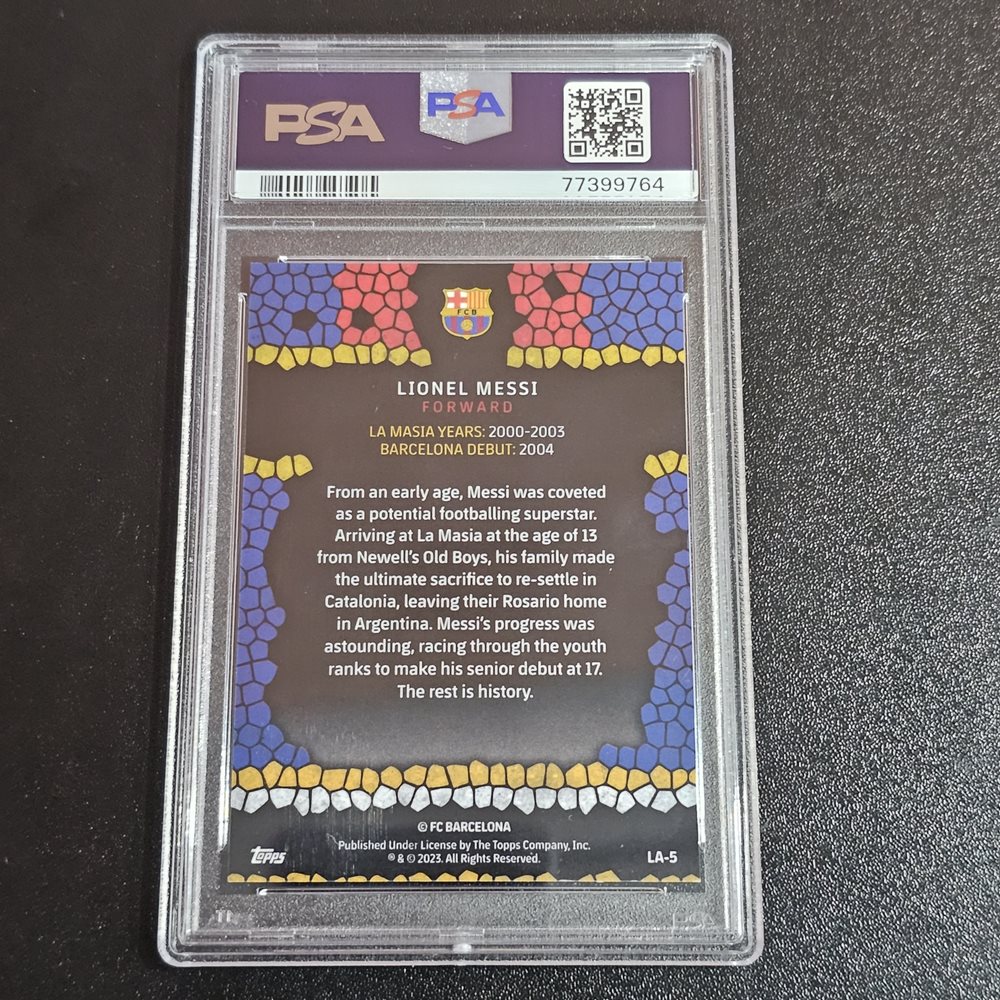 PSA
PSA
77399764
FCB
LIONEL MESSI
FORWARD
LA MASIA YEARS: 2000-2003
BARCELONA DEBUT: 2004
From an early age, Messi was coveted
as a potential footballing superstar.
Arriving at La Masia at the age of 13
from Newell's Old Boys, his family made
the ultimate sacrifice to re-settle in
Catalonia, leaving their Rosario home
in Argentina. Messi's progress was
astounding, racing through the youth
ranks to make his senior debut at 17.
The rest is history.
© FC BARCELONA
Published Under License by The Topps Company, Inc.
® & © 2023. All Rights Reserved.
Topps
LA-5